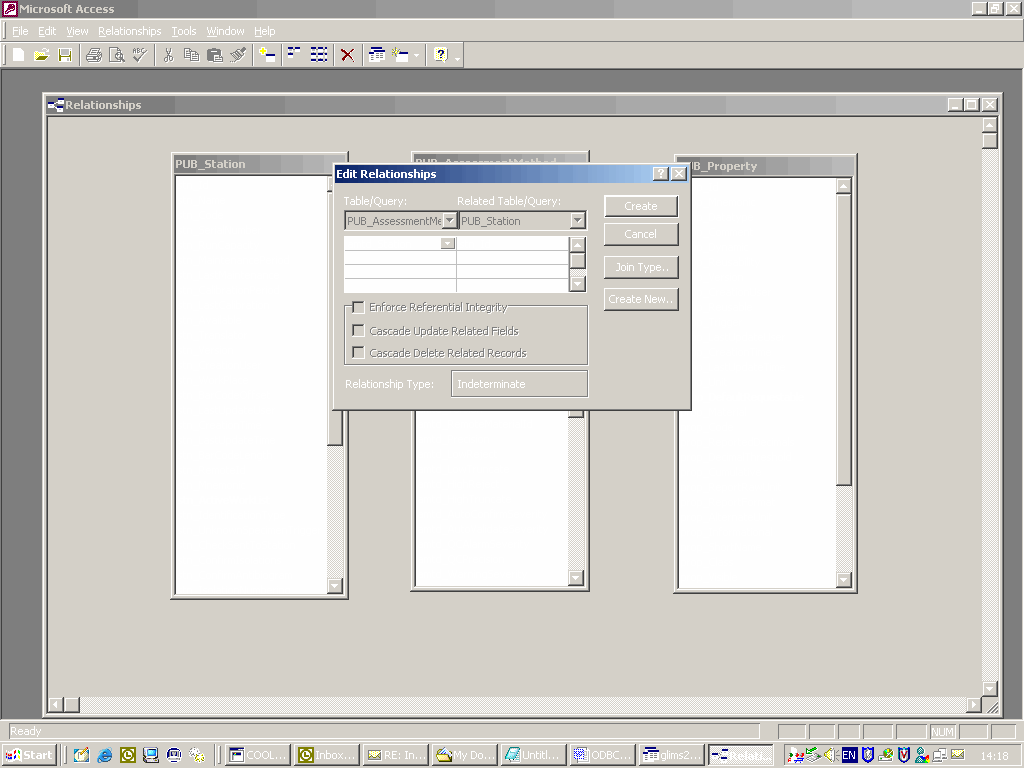 Microsoft Access
File Edit View Relationships Tools Window Help
Relationships
PUB_Station
PUB_AssessmentMethod
PUB_Property
Edit Relationships
Table/Query: Related Table/Query:
PUB_AssessmentMe PUB_Station
Create
Cancel
Join Type..
Create New..
Enforce Referential Integrity
Cascade Update Related Fields
Cascade Delete Related Records
Relationship Type: Indeterminate
Ready NUM
Start COOL... Inbox... RE: In... My Do... Untitl... ODBC... glims2... Relati... EN 14:18